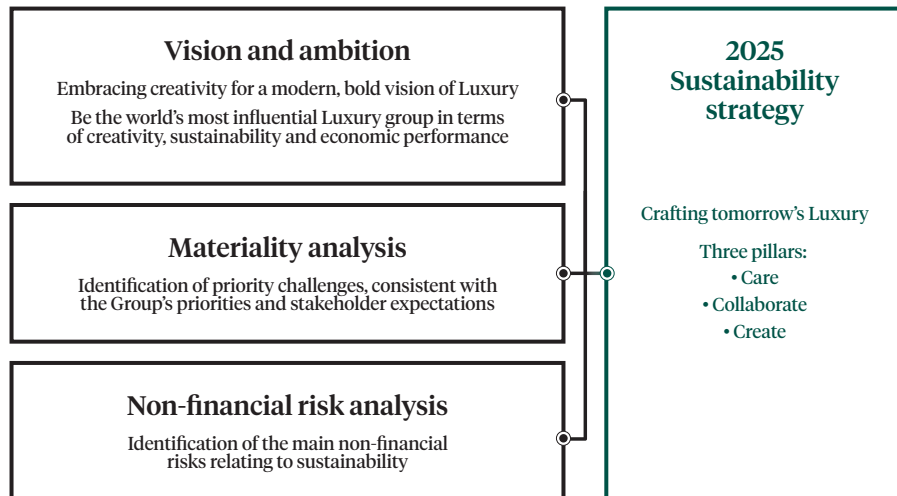 Vision and ambition
Embracing creativity for a modern, bold vision of Luxury
Be the world's most influential Luxury group in terms
of creativity, sustainability and economic performance
Materiality analysis
Identification of priority challenges, consistent with
the Group's priorities and stakeholder expectations
Non-financial risk analysis
Identification of the main non-financial
risks relating to sustainability
2025
Sustainability
strategy
Crafting tomorrow's Luxury
Three pillars:
• Care
• Collaborate
• Create